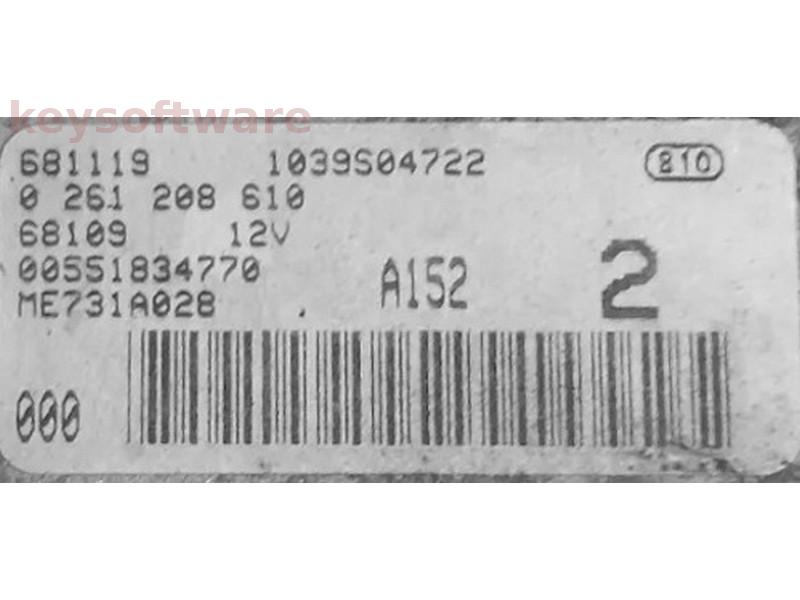 keysoftware
681119 1039S04722 810
0 261 208 610
68109 12V
00551834770 A152 2
ME731A028
000